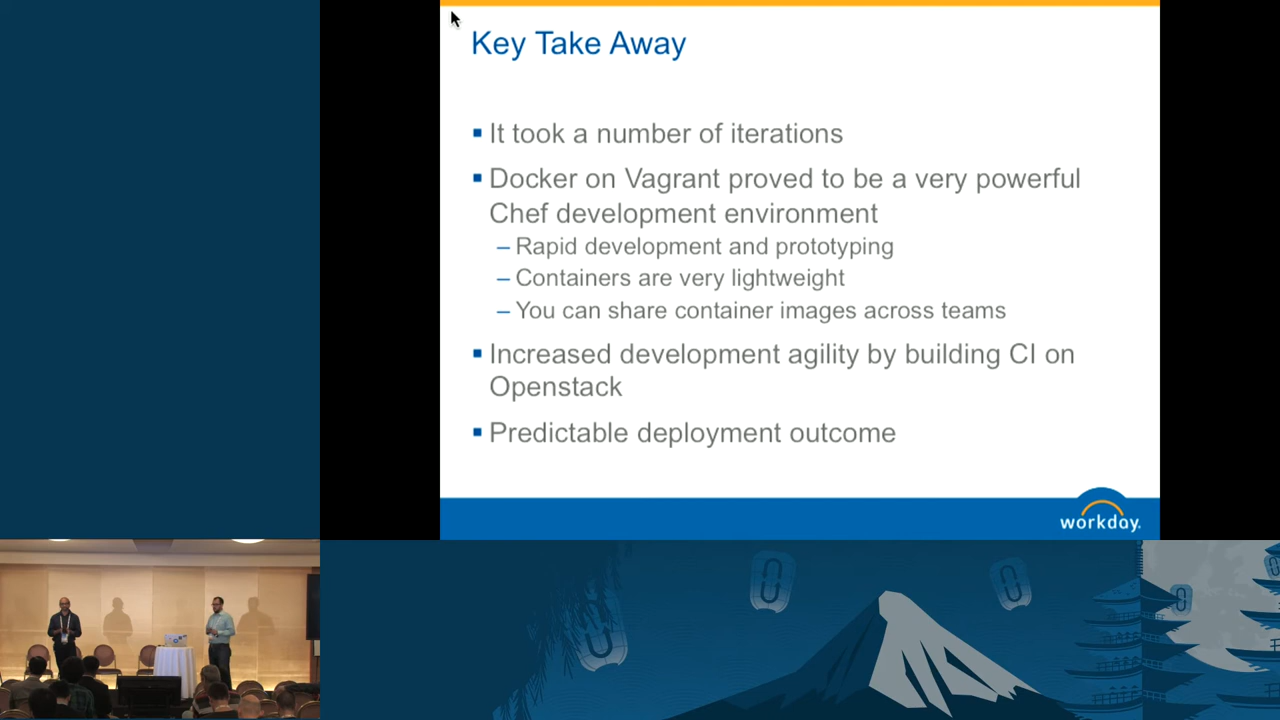 Key Take Away
It took a number of iterations
Docker on Vagrant proved to be a very powerful
Chef development environment
– Rapid development and prototyping
– Containers are very lightweight
– You can share container images across teams
Increased development agility by building CI on
Openstack
Predictable deployment outcome
workday.